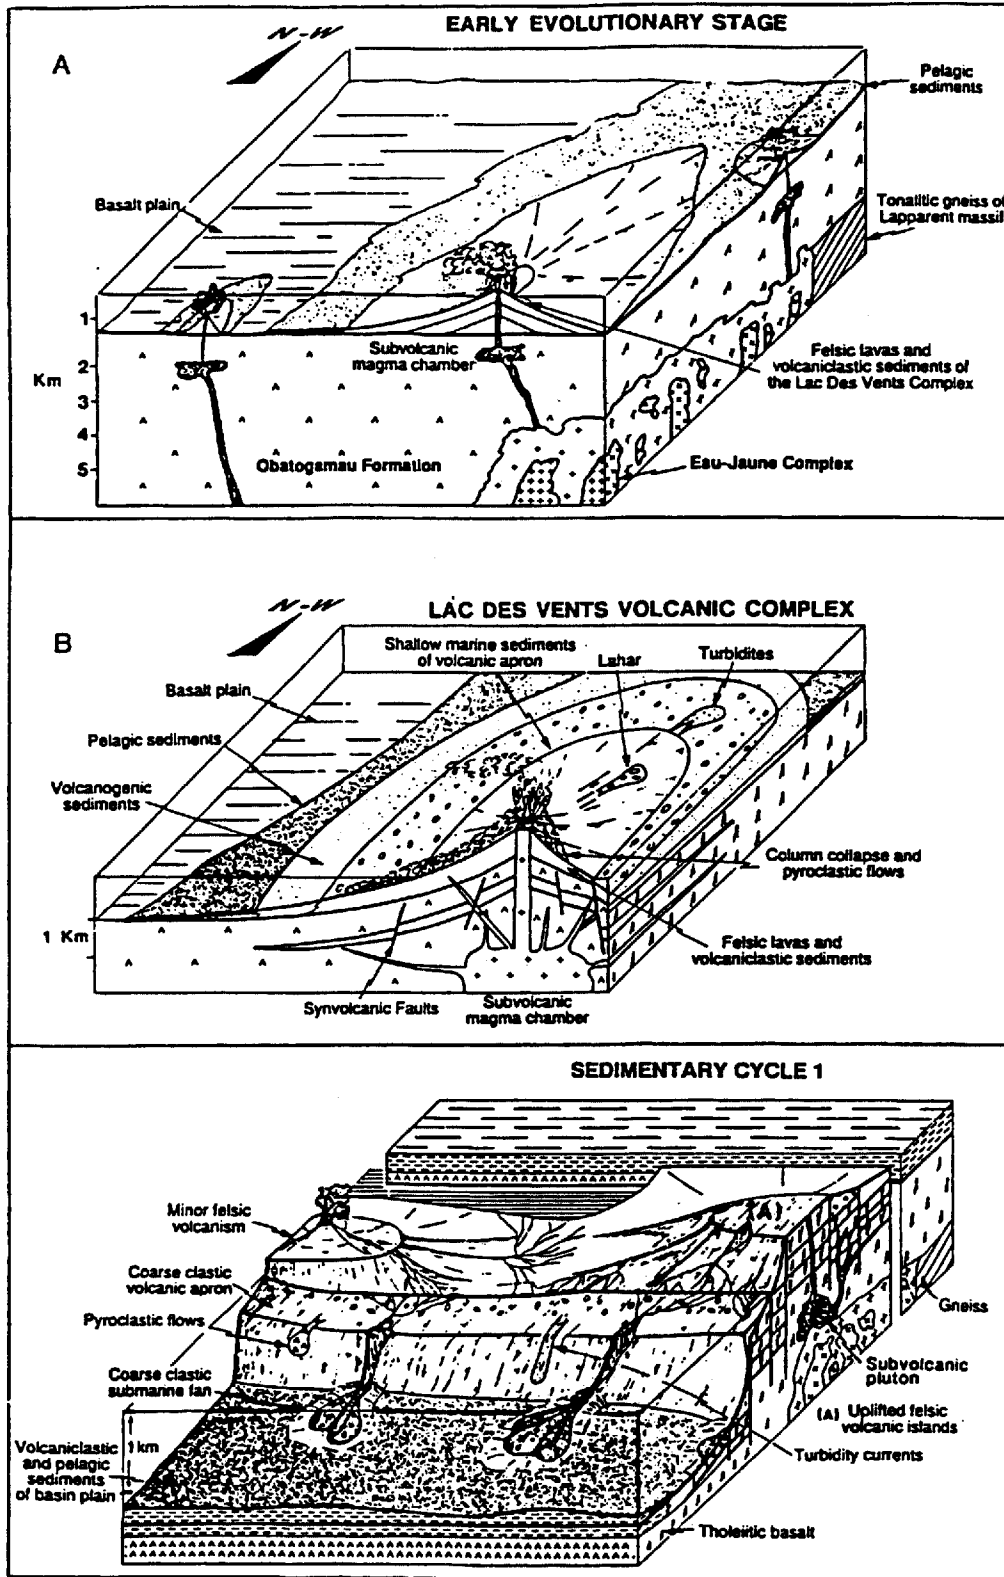 EARLY EVOLUTIONARY STAGE
N-W
A
Pelagic
sediments
Basalt plain
Tonalitic gneiss of
Lapparent massif
1
Subvolcanic
magma chamber
Felsic lavas and
volcaniclastic sediments of
the Lac Des Vents Complex
2
Km
3
4
Obatogamau Formation
Eau-Jaune Complex
5
N-W
LAC DES VENTS VOLCANIC COMPLEX
B
Shallow marine sediments
of volcanic apron
Lahar
Turbidites
Basalt plain
Pelagic sediments
Volcanogenic
sediments
Column collapse and
pyroclastic flows
1 Km
Felsic lavas and
volcaniclastic sediments
Synvolcanic Faults
Subvolcanic
magma chamber
SEDIMENTARY CYCLE 1
Minor felsic
volcanism
(A)
Coarse clastic
volcanic apron
Gneiss
Pyroclastic flows
Subvolcanic
pluton
Coarse clastic
submarine fan
(A) Uplifted felsic
volcanic islands
1 km
Volcaniclastic
and pelagic
sediments
of basin plain
Turbidity currents
Tholeiitic basalt